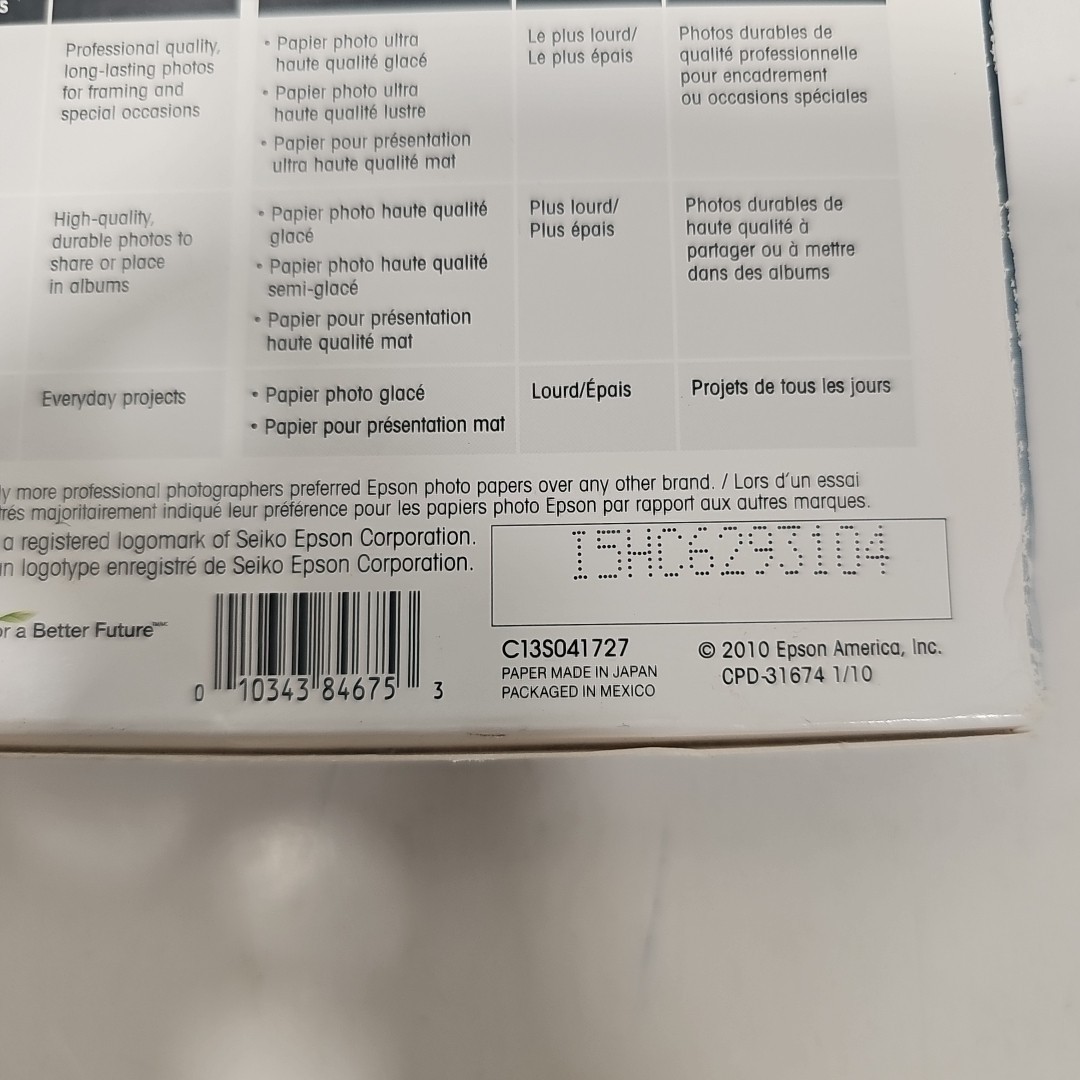 s
Professional quality,
long-lasting photos
for framing and
special occasions
• Papier photo ultra
haute qualité glacé
• Papier photo ultra
haute qualité lustre
• Papier pour présentation
ultra haute qualité mat
Le plus lourd/
Le plus épais
Photos durables de
qualité professionnelle
pour encadrement
ou occasions spéciales
High-quality,
durable photos to
share or place
in albums
• Papier photo haute qualité
glacé
• Papier photo haute qualité
semi-glacé
• Papier pour présentation
haute qualité mat
Plus lourd/
Plus épais
Photos durables de
haute qualité à
partager ou à mettre
dans des albums
Everyday projects
• Papier photo glacé
• Papier pour présentation mat
Lourd/Épais
Projets de tous les jours
ly more professional photographers preferred Epson photo papers over any other brand. / Lors d'un essai
trés majoritairement indiqué leur préférence pour les papiers photo Epson par rapport aux autres marques.
a registered logomark of Seiko Epson Corporation.
un logotype enregistré de Seiko Epson Corporation.
I5HC6293104
or a Better Future
0 10343 84675 3
C13S041727
PAPER MADE IN JAPAN
PACKAGED IN MEXICO
© 2010 Epson America, Inc.
CPD-31674 1/10